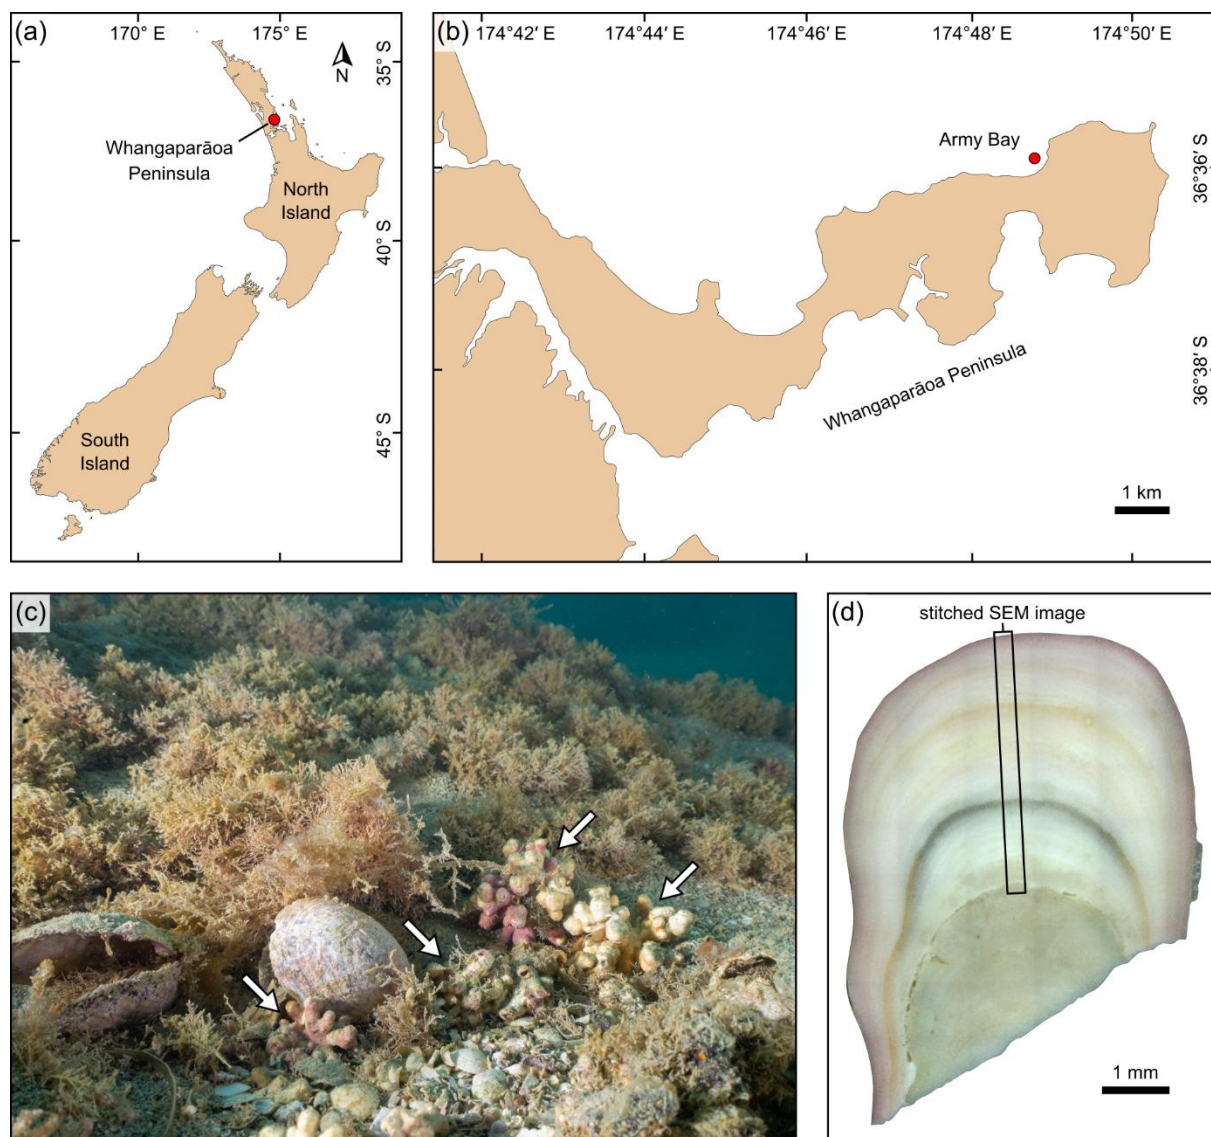 (a)
170° E
175° E
N
35° S
Whangaparāoa
Peninsula
North
Island
40° S
South
Island
45° S
(b)
174°42′ E
174°44′ E
174°46′ E
174°48′ E
174°50′ E
Army Bay
36°36′ S
36°38′ S
Whangaparāoa Peninsula
1 km
(c)
(d)
stitched SEM image
1 mm